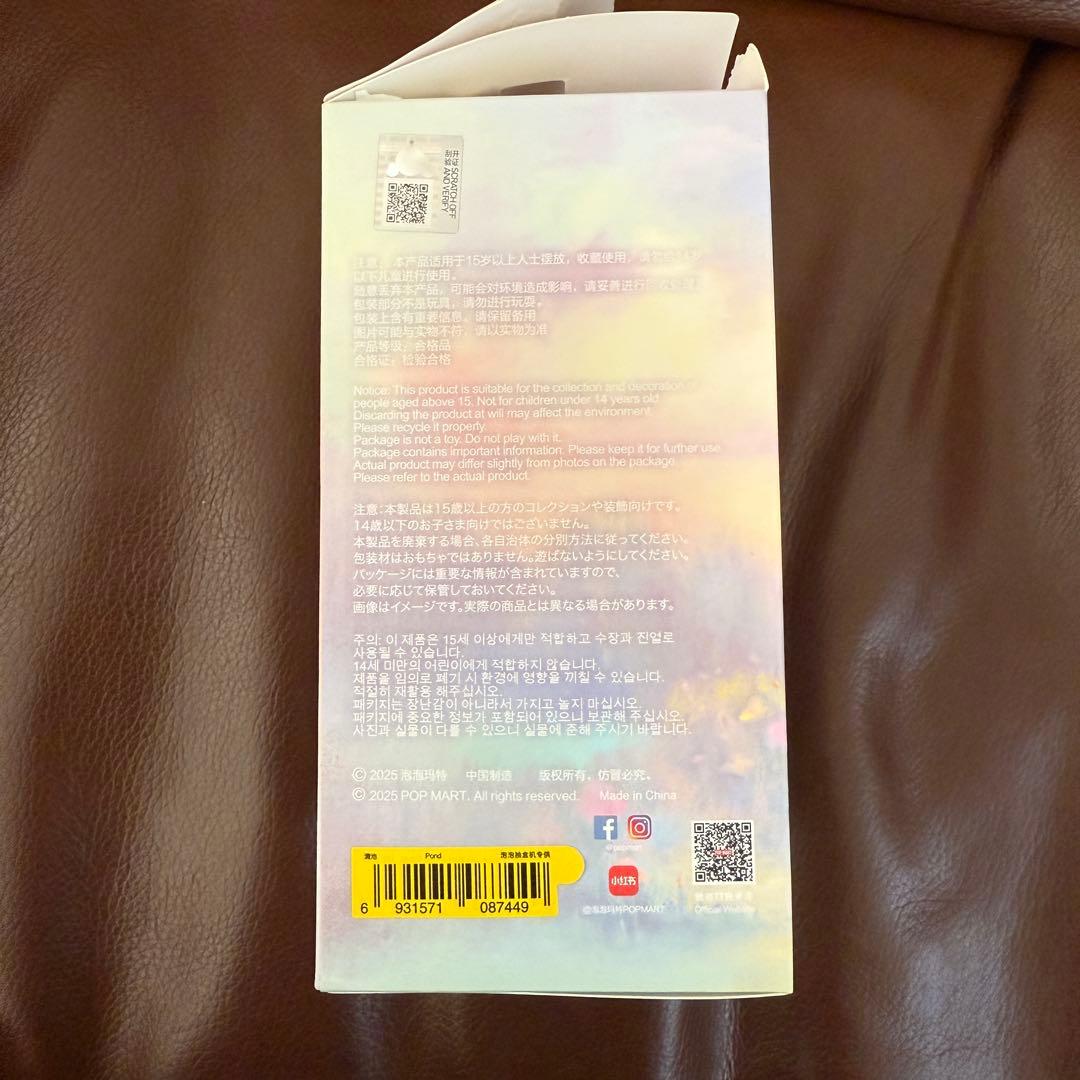 刮开
验证
SCRATCH OFF
AND VERIFY
注意: 本产品适用于15岁以上人士摆放，收藏使用，请勿给14岁
以下儿童进行使用。
随意丢弃本产品，可能会对环境造成影响，请妥善进行
包装部分不是玩具，请勿进行玩耍。
包装上含有重要信息。请保留备用
图片可能与实物不符，请以实物为准
产品等级：合格品
合格证：检验合格
Notice: This product is suitable for the collection and decoration of
people aged above 15. Not for children under 14 years old
Discarding the product at will may affect the environment.
Please recycle it properly.
Package is not a toy. Do not play with it.
Package contains important information. Please keep it for further use
Actual product may differ slightly from photos on the package.
Please refer to the actual product.
注意:本製品は15歳以上の方のコレクションや装飾向けです。
14歳以下のお子さま向けではございません。
本製品を廃棄する場合、各自治体の分別方法に従ってください。
包装材はおもちゃではありません。遊ばないようにしてください。
パッケージには重要な情報が含まれていますので、
必要に応じて保管しておいてください。
画像はイメージです。実際の商品とは異なる場合があります。
주의: 이 제품은 15세 이상에게만 적합하고 수장과 진열로
사용될 수 있습니다.
14세 미만의 어린이에게 적합하지 않습니다.
제품을 임의로 폐기 시 환경에 영향을 끼칠 수 있습니다.
적절히 재활용 해주십시오.
패키지는 장난감이 아니라서 가지고 놀지 마십시오.
패키지에 중요한 정보가 포함되어 있으니 보관해 주십시오.
사진과 실물이 다를 수 있으니 실물에 준해 주시기 바랍니다.
© 2025 泡泡玛特 中国制造 版权所有。仿冒必究。
© 2025 POP MART. All rights reserved. Made in China
@popmart
清池 Pond 泡泡抽盒机专供
6 931571 087449
小红书
@泡泡玛特POPMART
Official Website